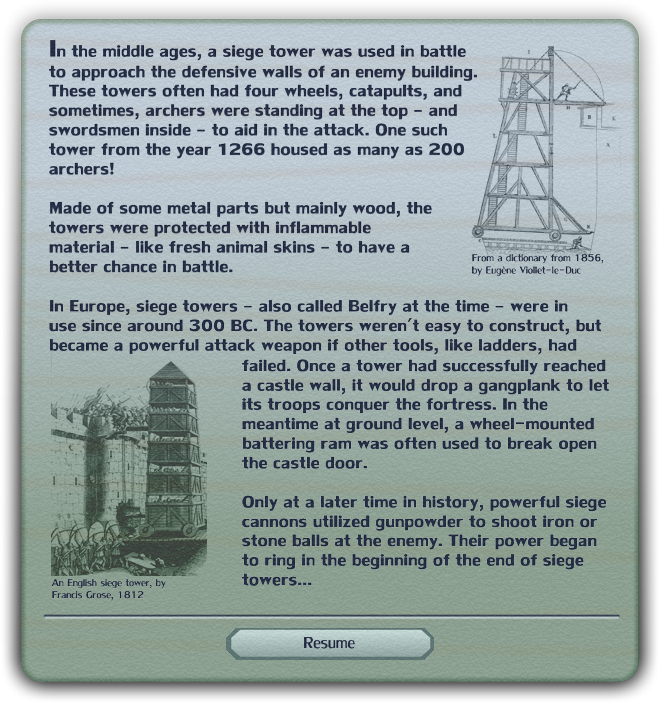 In the middle ages, a siege tower was used in battle
to approach the defensive walls of an enemy building.
These towers often had four wheels, catapults, and
sometimes, archers were standing at the top – and
swordsmen inside – to aid in the attack. One such
tower from the year 1266 housed as many as 200
archers!
From a dictionary from 1856,
by Eugène Viollet-le-Duc
Made of some metal parts but mainly wood, the
towers were protected with inflammable
material – like fresh animal skins – to have a
better chance in battle.
In Europe, siege towers – also called Belfry at the time – were in
use since around 300 BC. The towers weren't easy to construct, but
became a powerful attack weapon if other tools, like ladders, had
failed. Once a tower had successfully reached
a castle wall, it would drop a gangplank to let
its troops conquer the fortress. In the
meantime at ground level, a wheel-mounted
battering ram was often used to break open
the castle door.
An English siege tower, by
Francis Grose, 1812
Only at a later time in history, powerful siege
cannons utilized gunpowder to shoot iron or
stone balls at the enemy. Their power began
to ring in the beginning of the end of siege
towers...
Resume